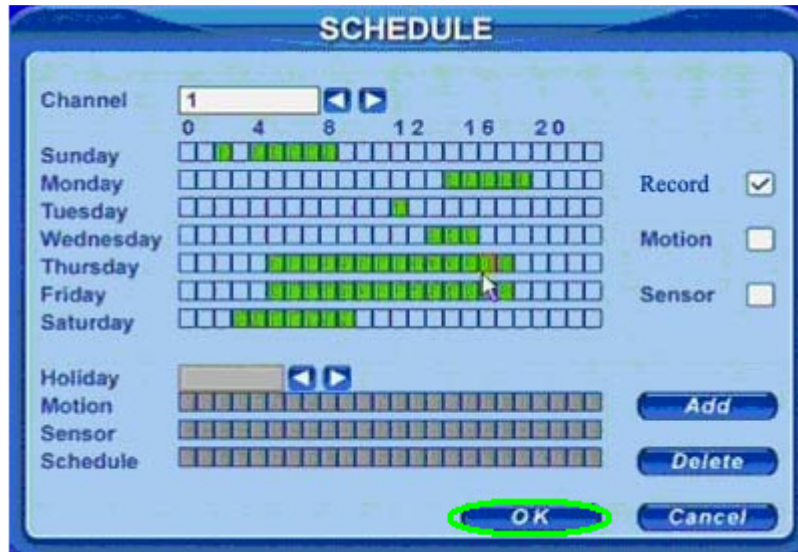 SCHEDULE
Channel 1
0 4 8 12 16 20
Sunday
Monday Record
Tuesday
Wednesday Motion
Thursday
Friday Sensor
Saturday
Holiday
Motion Add
Sensor
Schedule Delete
OK Cancel